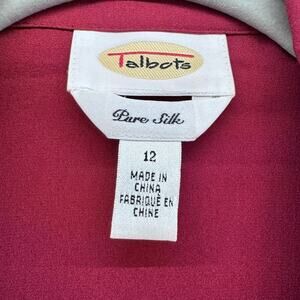 Talbots
Pure Silk
12
MADE IN
CHINA
FABRIQUÉ EN
CHINE